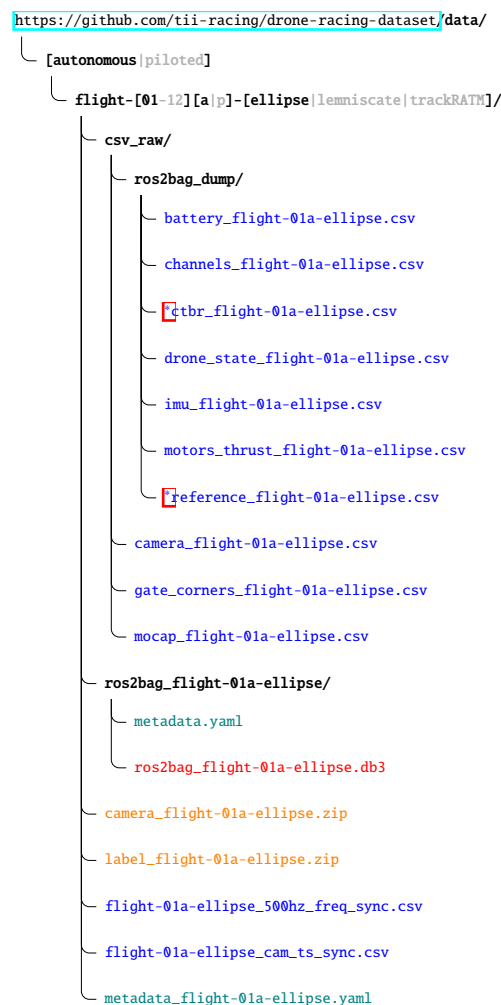 https://github.com/tii-racing/drone-racing-dataset/data/
[autonomous|piloted]
flight-[01-12][a|p]-[ellipse|lemniscate|trackRATM]/
csv_raw/
ros2bag_dump/
battery_flight-01a-ellipse.csv
channels_flight-01a-ellipse.csv
*ctbr_flight-01a-ellipse.csv
drone_state_flight-01a-ellipse.csv
imu_flight-01a-ellipse.csv
motors_thrust_flight-01a-ellipse.csv
*reference_flight-01a-ellipse.csv
camera_flight-01a-ellipse.csv
gate_corners_flight-01a-ellipse.csv
mocap_flight-01a-ellipse.csv
ros2bag_flight-01a-ellipse/
metadata.yaml
ros2bag_flight-01a-ellipse.db3
camera_flight-01a-ellipse.zip
label_flight-01a-ellipse.zip
flight-01a-ellipse_500hz_freq_sync.csv
flight-01a-ellipse_cam_ts_sync.csv
metadata_flight-01a-ellipse.yaml